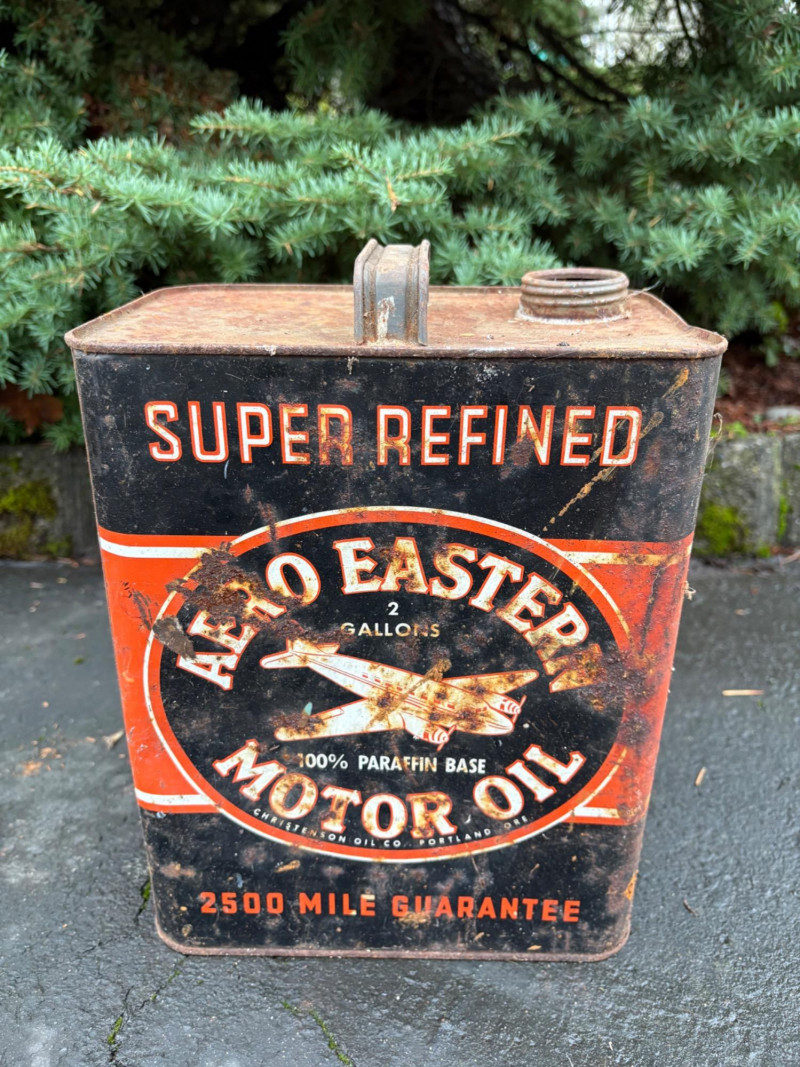 SUPER REFINED
AERO EASTERN
2
GALLONS
100% PARAFFIN BASE
MOTOR OIL
CHRISTENSON OIL CO. PORTLAND ORE
2500 MILE GUARANTEE